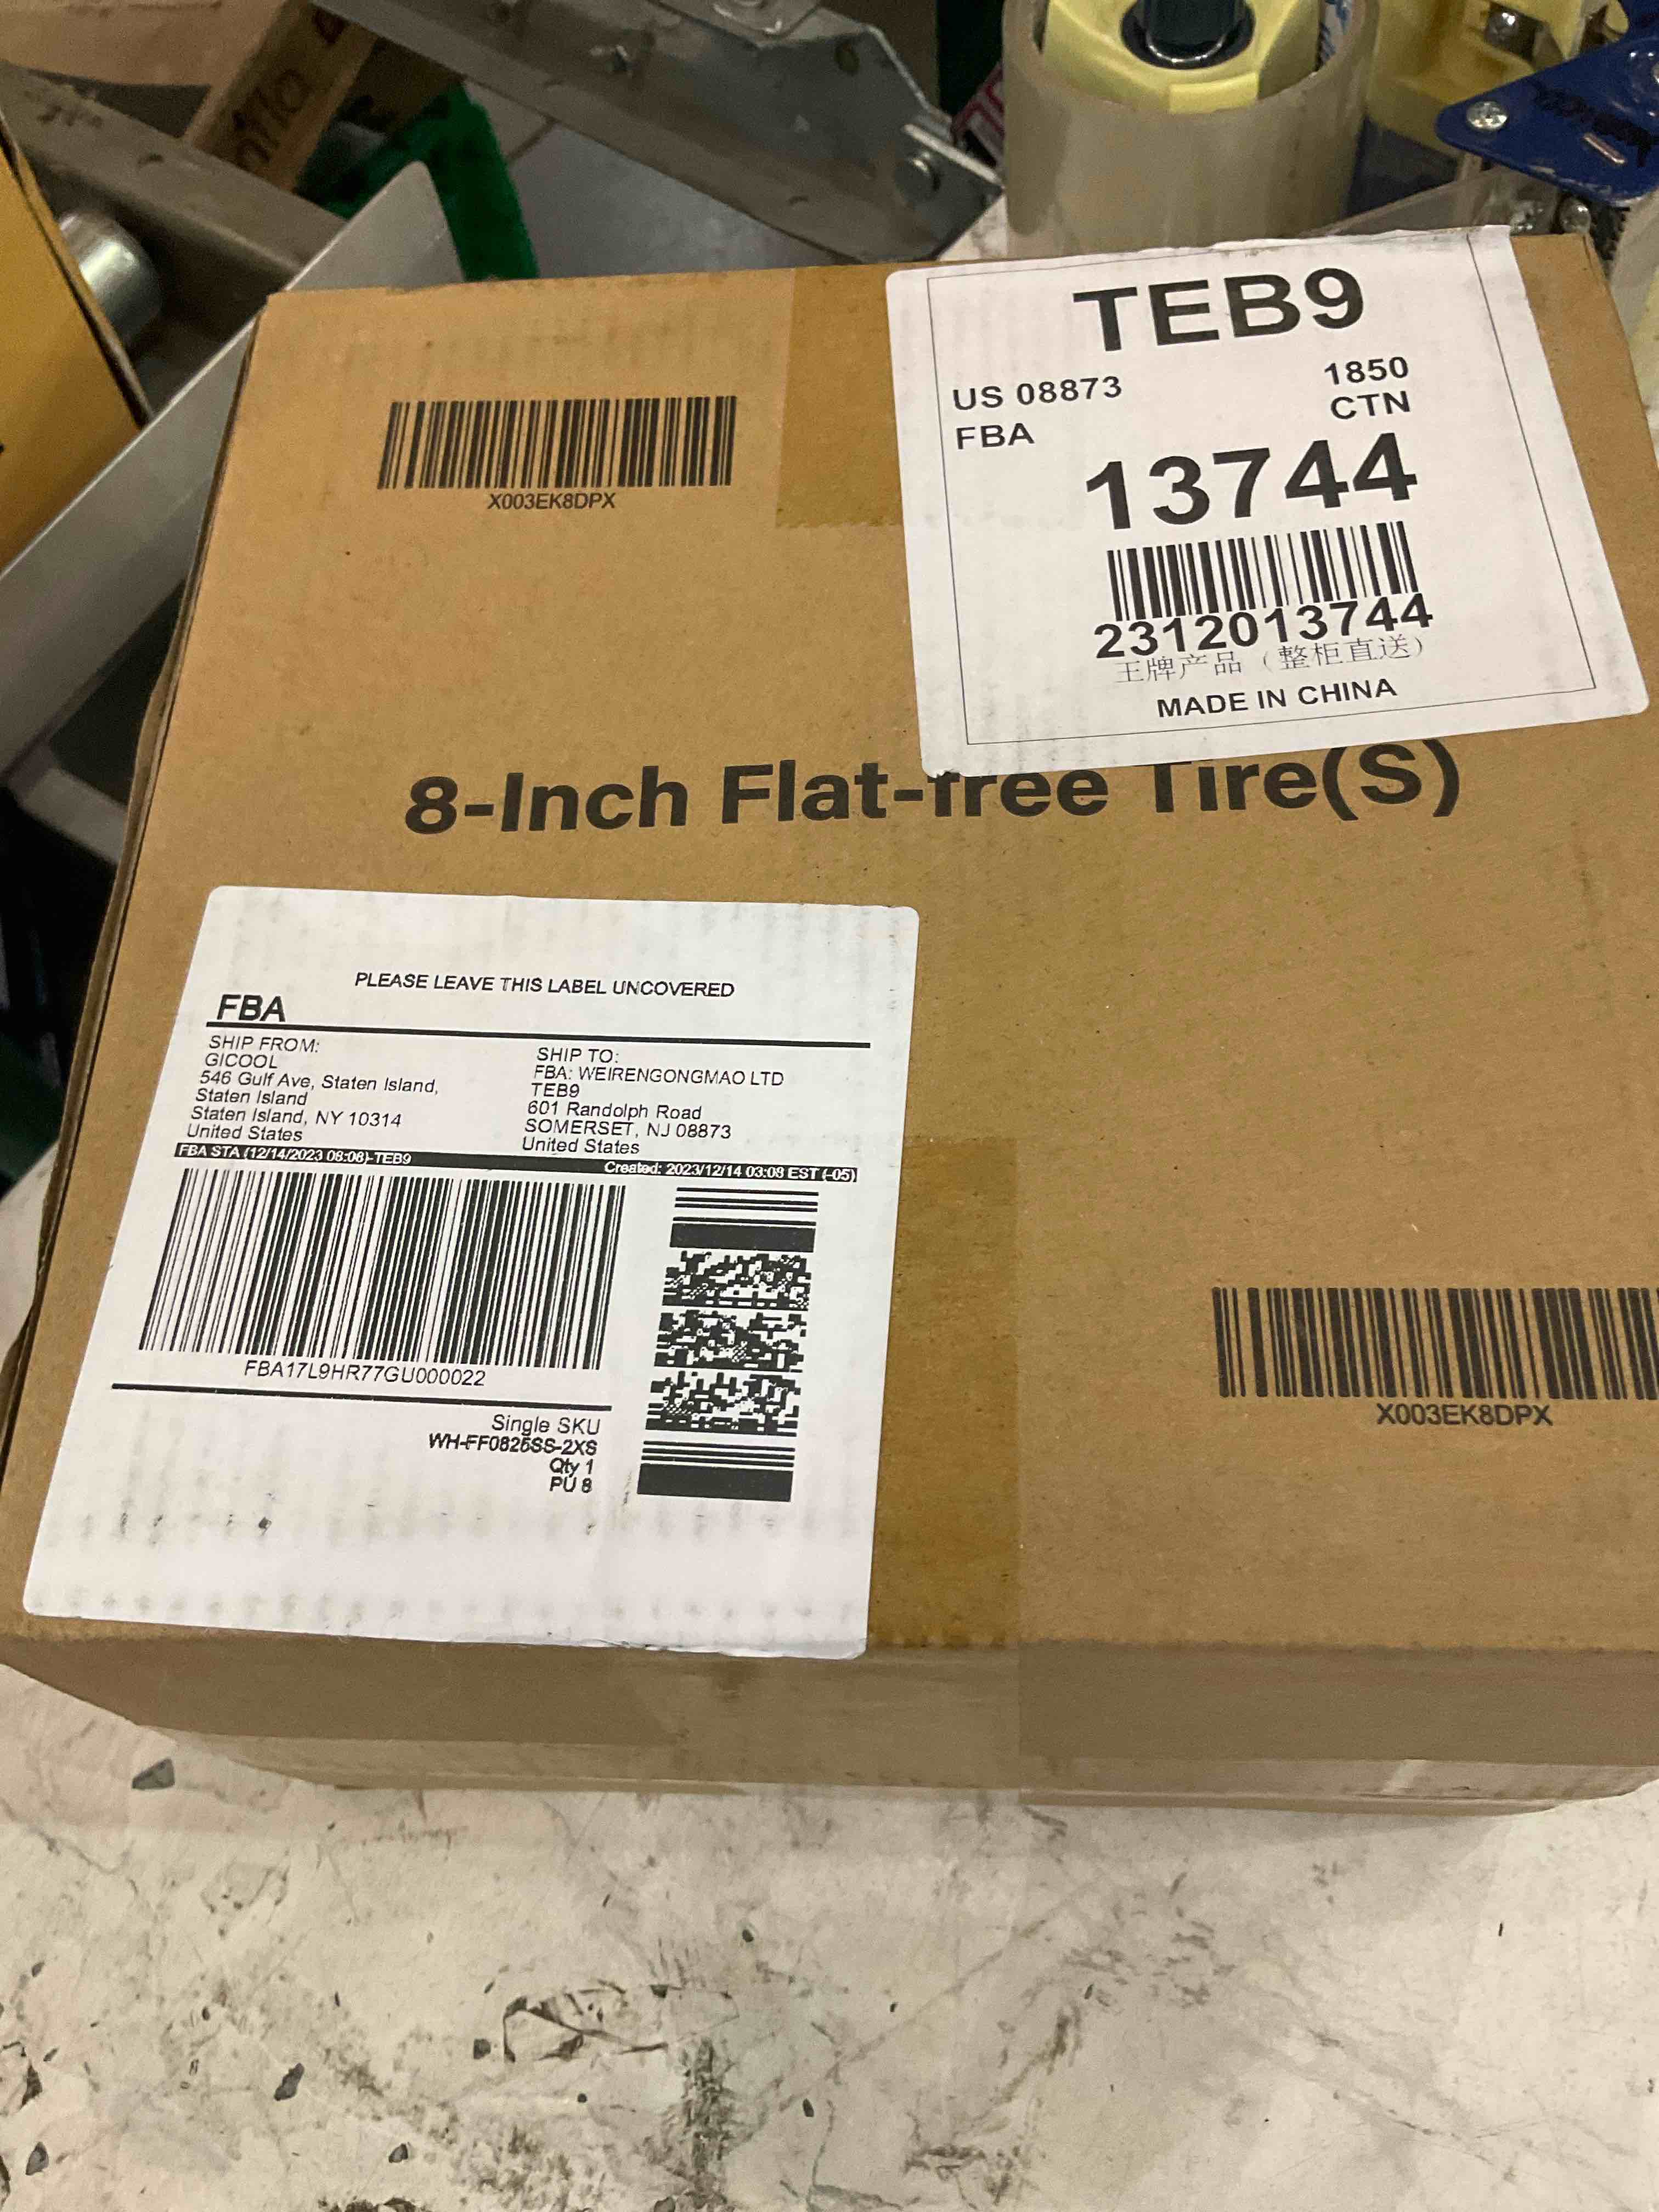 TEB9
US 08873
1850
FBA
CTN
13744
2312013744
王牌产品（整柜直送）
MADE IN CHINA
X003EK8DPX
8-Inch Flat-free Tire(S)
PLEASE LEAVE THIS LABEL UNCOVERED
FBA
SHIP FROM:
GICOOL
546 Gulf Ave, Staten Island,
Staten Island
Staten Island, NY 10314
United States
SHIP TO:
FBA: WEIRENGONGMAO LTD
TEB9
601 Randolph Road
SOMERSET, NJ 08873
United States
FBA STA (12/14/2023 08:08)-TEB9
Created: 2023/12/14 03:08 EST (-05)
FBA17L9HR77GU000022
Single SKU
WH-FF0825SS-2XS
Qty 1
PU 8
X003EK8DPX